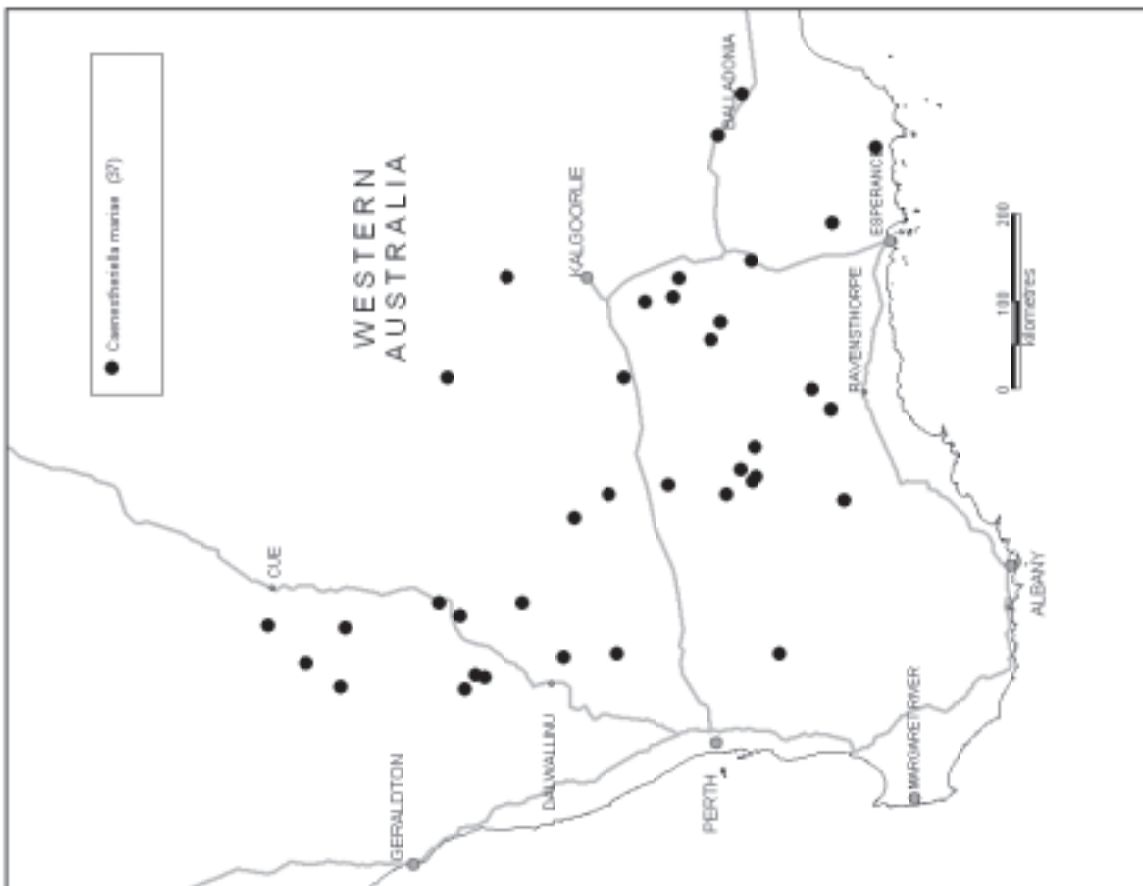 Caenestheriella mariae (37)
WESTERN
AUSTRALIA
CUE
KALGOORLIE
BALLADONIA
GERALDTON
DALWALLINU
PERTH
MARGARET RIVER
ALBANY
RAVENSTHORPE
ESPERANCE
0 100 200
kilometres